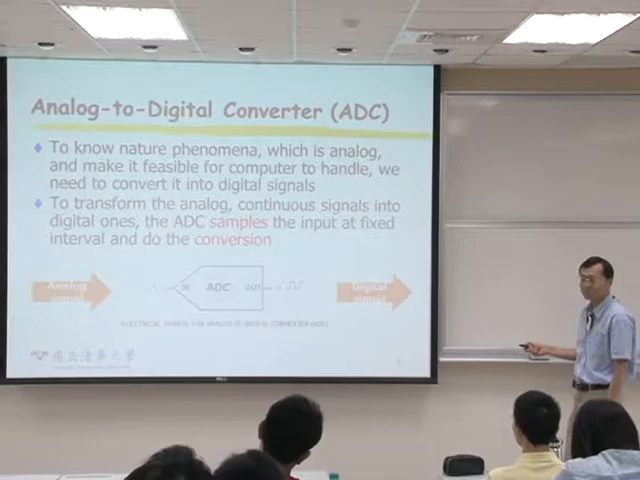 Analog-to-Digital Converter (ADC)
To know nature phenomena, which is analog,
and make it feasible for computer to handle, we
need to convert it into digital signals
To transform the analog, continuous signals into
digital ones, the ADC samples the input at fixed
interval and do the conversion
Analog
signal
IN
ADC
OUT
Digital
signal
ELECTRICAL SYMBOL FOR ANALOG TO DIGITAL CONVERTER (ADC)
國立清華大學